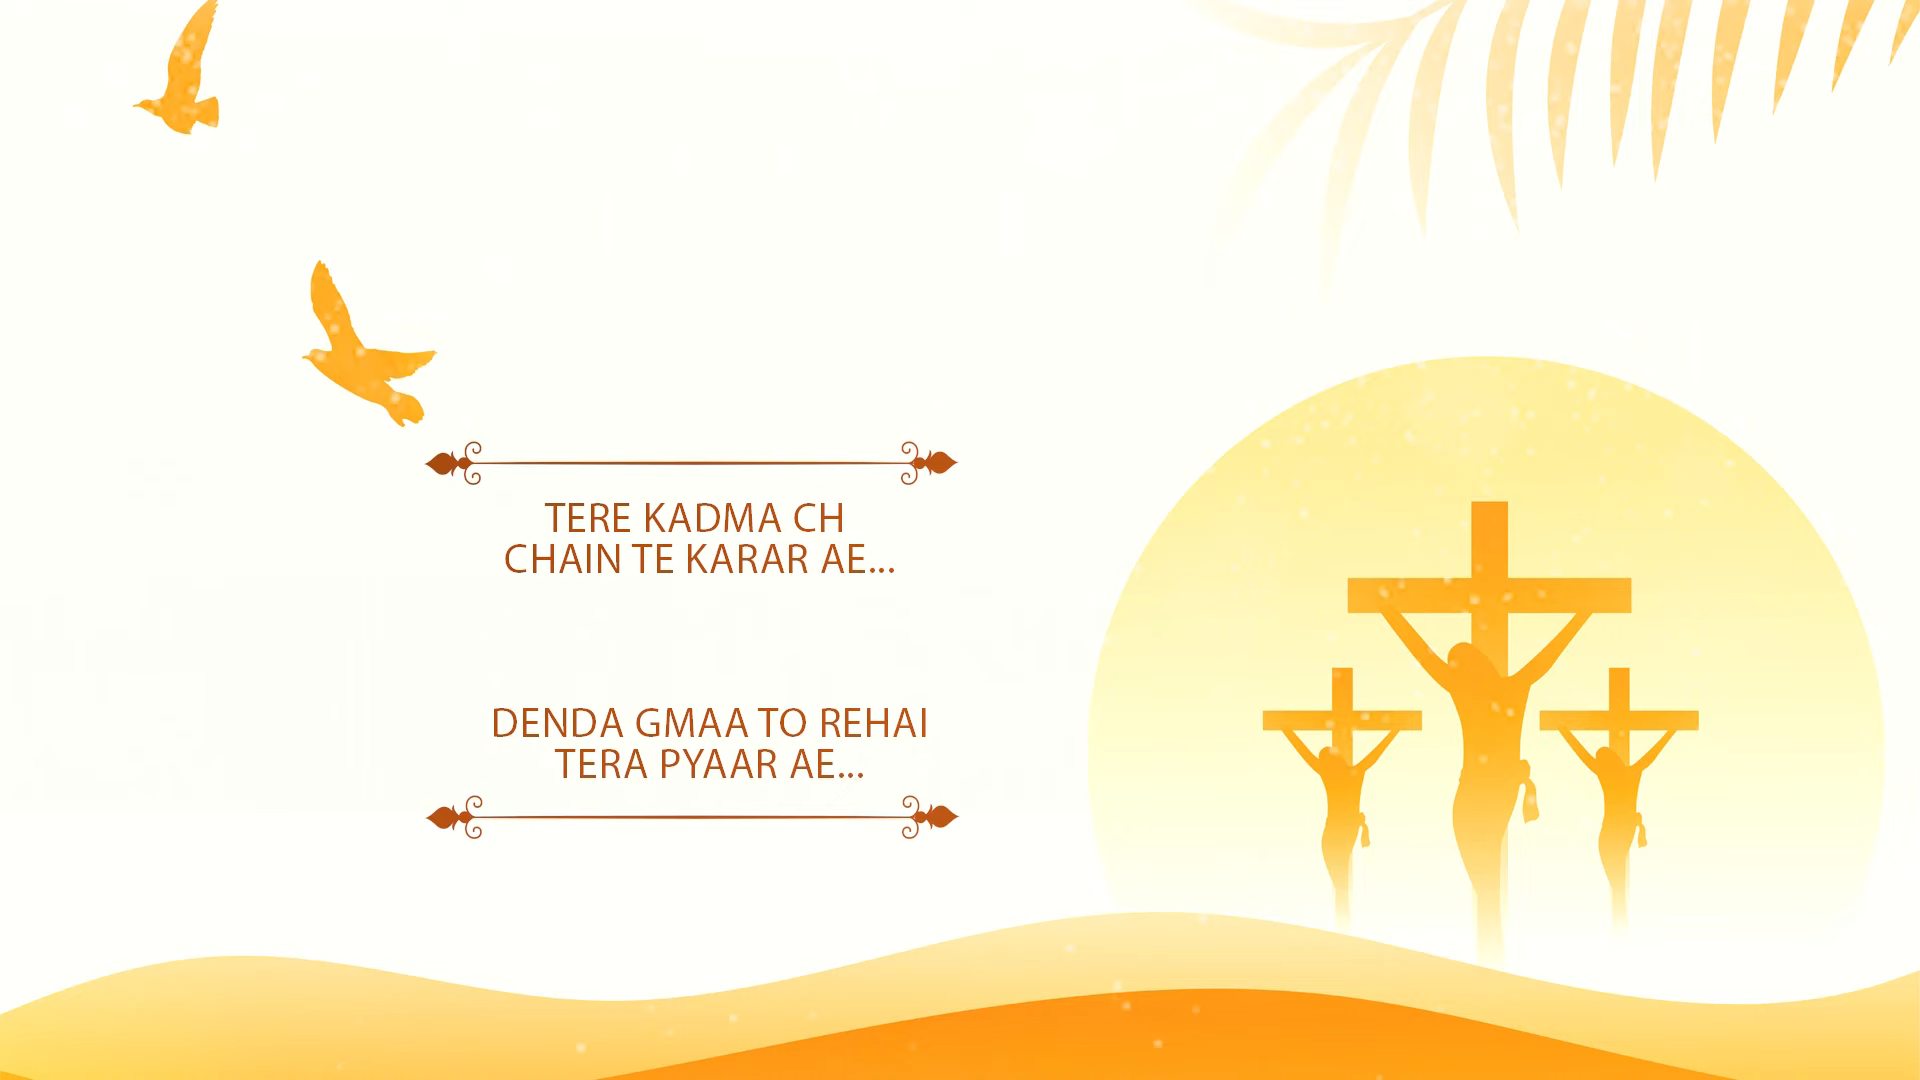 TERE KADMA CH
CHAIN TE KARAR AE...
DENDA GMAA TO REHAI
TERA PYAAR AE...